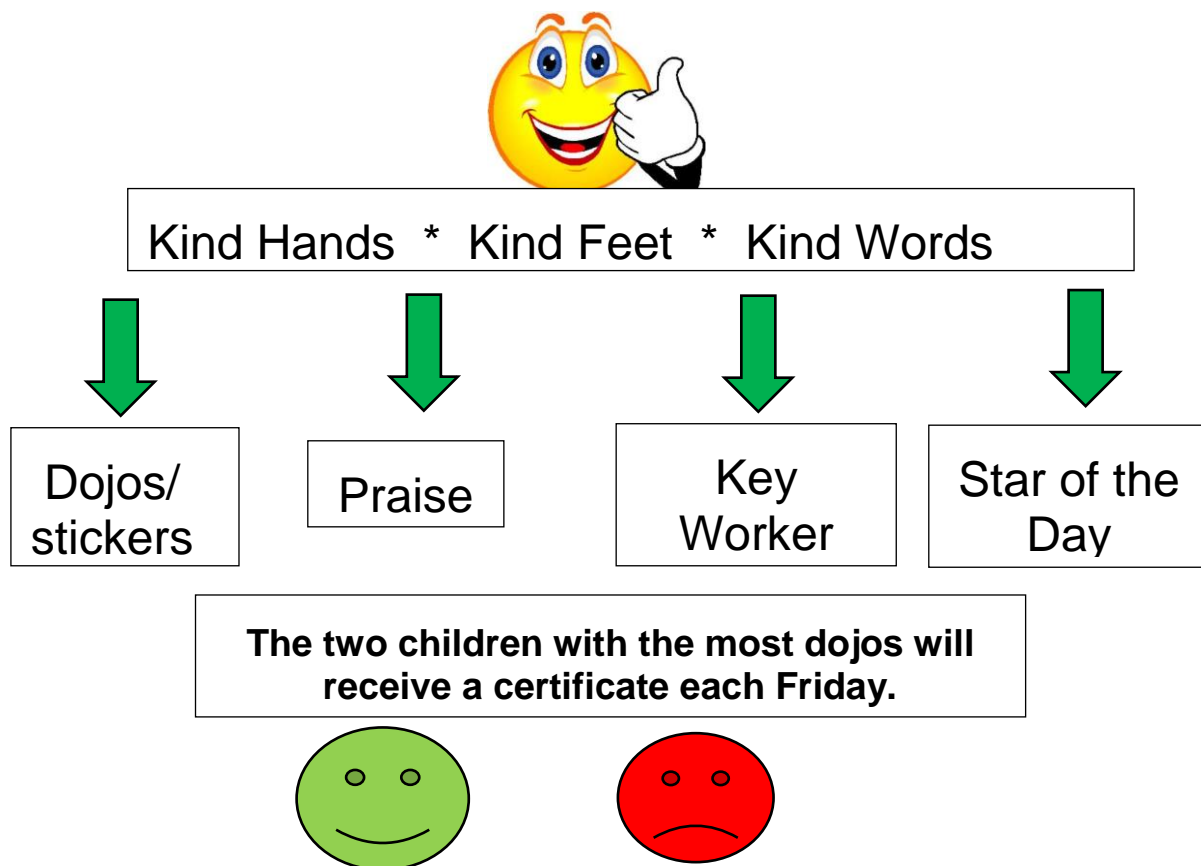 Kind Hands * Kind Feet * Kind Words
Dojos/
stickers
Praise
Key
Worker
Star of the
Day
The two children with the most dojos will
receive a certificate each Friday.